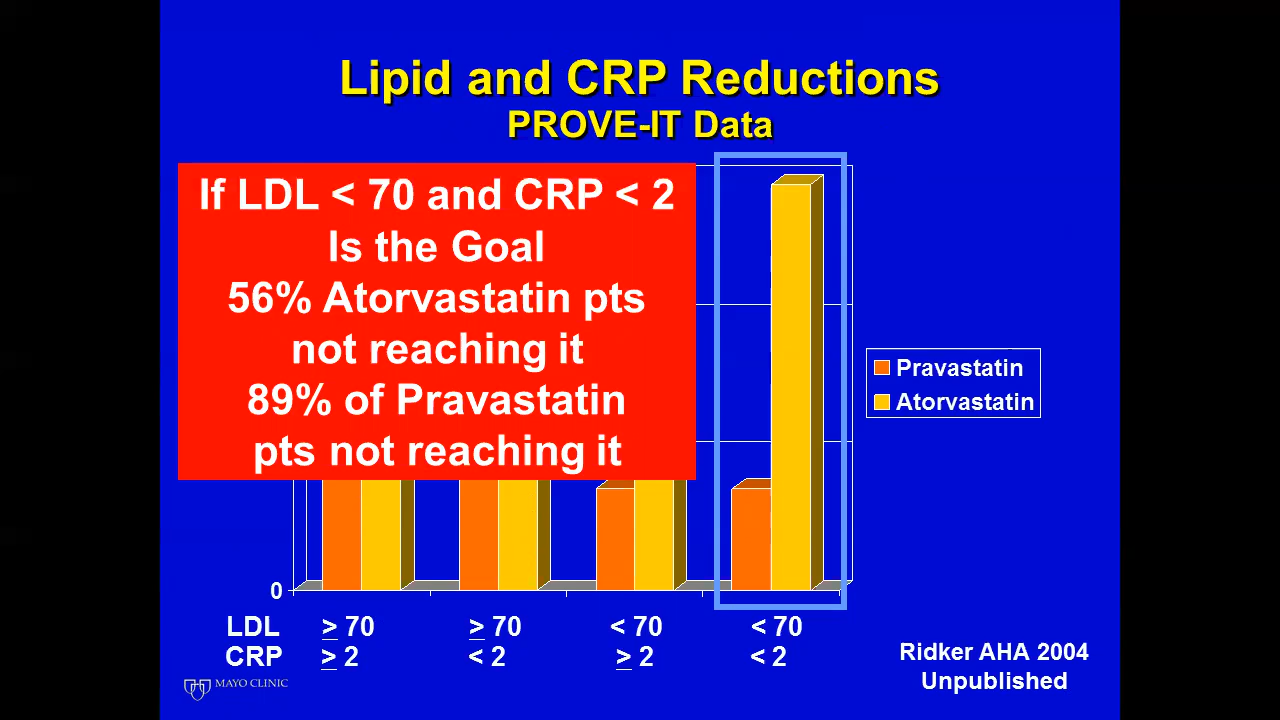 Lipid and CRP Reductions
PROVE-IT Data
If LDL < 70 and CRP < 2
Is the Goal
56% Atorvastatin pts
not reaching it
89% of Pravastatin
pts not reaching it
Pravastatin
Atorvastatin
0
LDL ≥ 70 ≥ 70 < 70 < 70
CRP ≥ 2 < 2 ≥ 2 < 2
Ridker AHA 2004
Unpublished
MAYO CLINIC